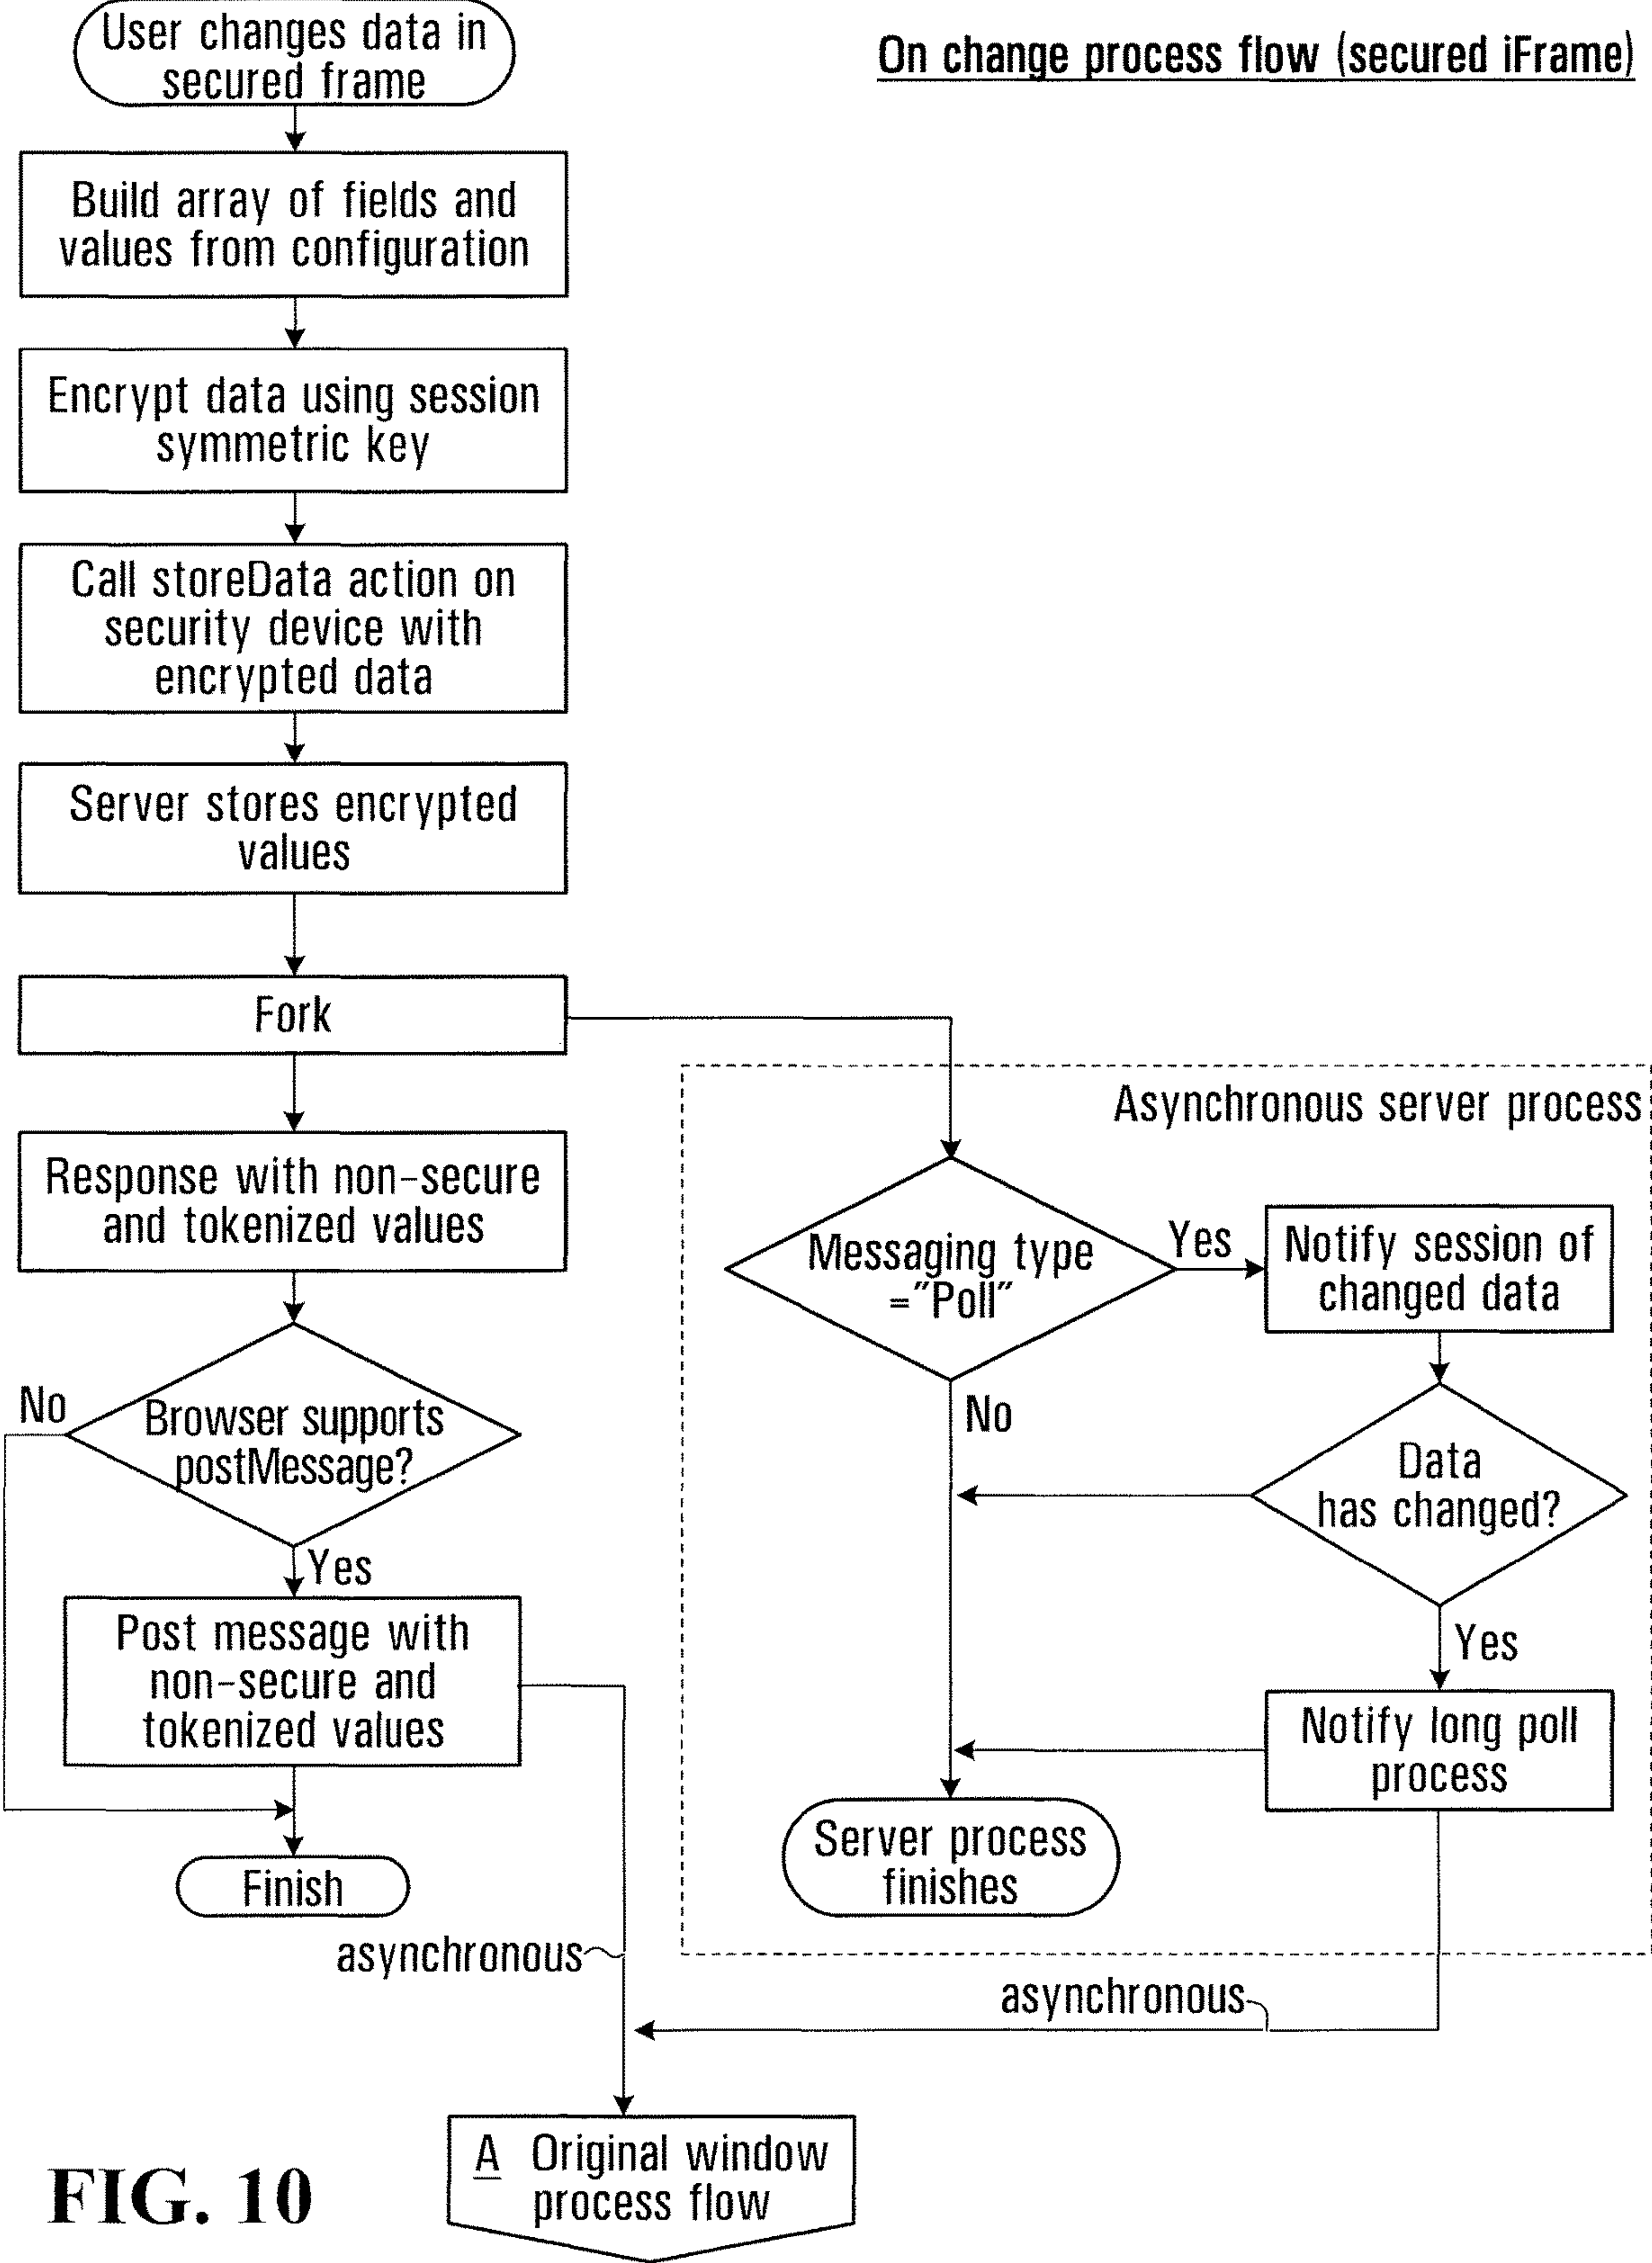 User changes data in
secured frame
On change process flow (secured iFrame)
Build array of fields and
values from configuration
Encrypt data using session
symmetric key
Call storeData action on
security device with
encrypted data
Server stores encrypted
values
Fork
Asynchronous server process
Response with non-secure
and tokenized values
Messaging type
="Poll"
Yes
Notify session of
changed data
No
Browser supports
postMessage?
No
Data
has changed?
Yes
Yes
Post message with
non-secure and
tokenized values
Notify long poll
process
Server process
finishes
Finish
asynchronous
asynchronous
A Original window
process flow
FIG. 10